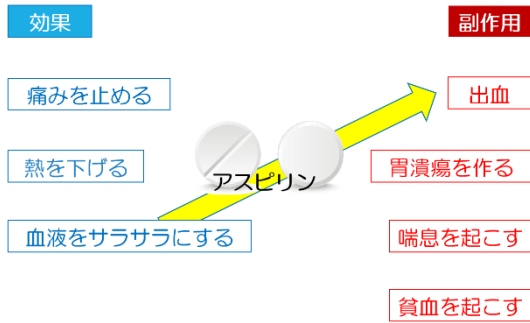 効果
副作用
痛みを止める
出血
熱を下げる
アスピリン
胃潰瘍を作る
血液をサラサラにする
喘息を起こす
貧血を起こす